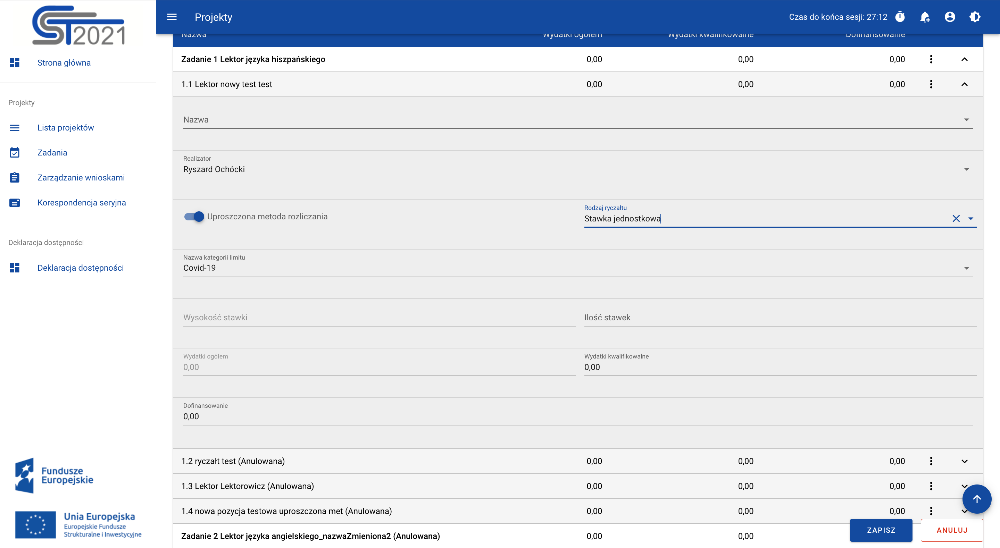 CST2021
Projekty
Czas do końca sesji: 27:12
Strona główna
Projekty
Lista projektów
Zadania
Zarządzanie wnioskami
Korespondencja seryjna
Deklaracja dostępności
Deklaracja dostępności
Fundusze
Europejskie
Unia Europejska
Europejskie Fundusze
Strukturalne i Inwestycyjne
Nazwa Wydatki ogółem Wydatki kwalifikowalne Dofinansowanie
Zadanie 1 Lektor języka hiszpańskiego 0,00 0,00 0,00
1.1 Lektor nowy test test 0,00 0,00 0,00
Nazwa
Realizator
Ryszard Ochócki
Uproszczona metoda rozliczania
Rodzaj ryczałtu
Stawka jednostkowa
Nazwa kategorii limitu
Covid-19
Wysokość stawki
Ilość stawek
Wydatki ogółem
0,00
Wydatki kwalifikowalne
0,00
Dofinansowanie
0,00
1.2 ryczałt test (Anulowana) 0,00 0,00 0,00
1.3 Lektor Lektorowicz (Anulowana) 0,00 0,00 0,00
1.4 nowa pozycja testowa uproszczona met (Anulowana) 0,00 0,00 0,00
Zadanie 2 Lektor języka angielskiego_nazwaZmieniona2 (Anulowana) 0,00 0,00
ZAPISZ
ANULUJ